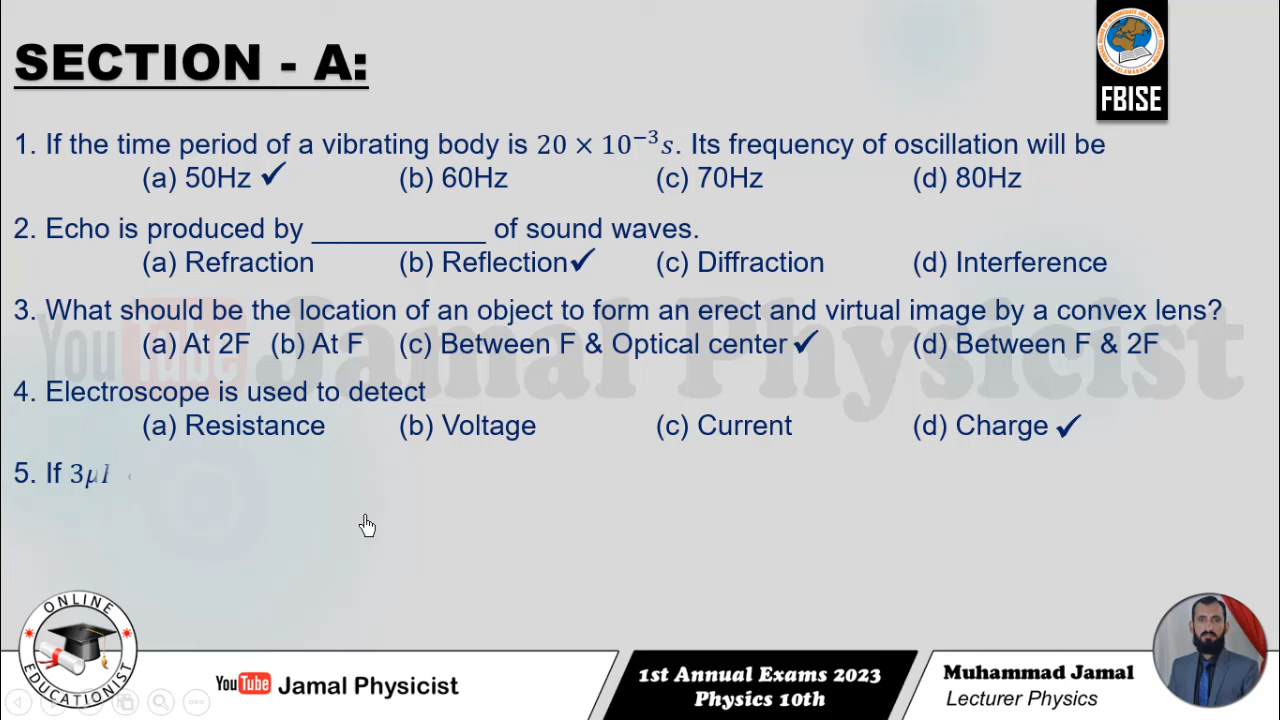 SECTION - A:
FBISE
1. If the time period of a vibrating body is 20 × 10⁻³s. Its frequency of oscillation will be
(a) 50Hz ✓ (b) 60Hz (c) 70Hz (d) 80Hz
2. Echo is produced by ____________ of sound waves.
(a) Refraction (b) Reflection ✓ (c) Diffraction (d) Interference
3. What should be the location of an object to form an erect and virtual image by a convex lens?
(a) At 2F (b) At F (c) Between F & Optical center ✓ (d) Between F & 2F
YouTube Jamal Physicist
4. Electroscope is used to detect
(a) Resistance (b) Voltage (c) Current (d) Charge ✓
5. If 3μ
ONLINE
EDUCATIONIST
YouTube Jamal Physicist
1st Annual Exams 2023
Physics 10th
Muhammad Jamal
Lecturer Physics